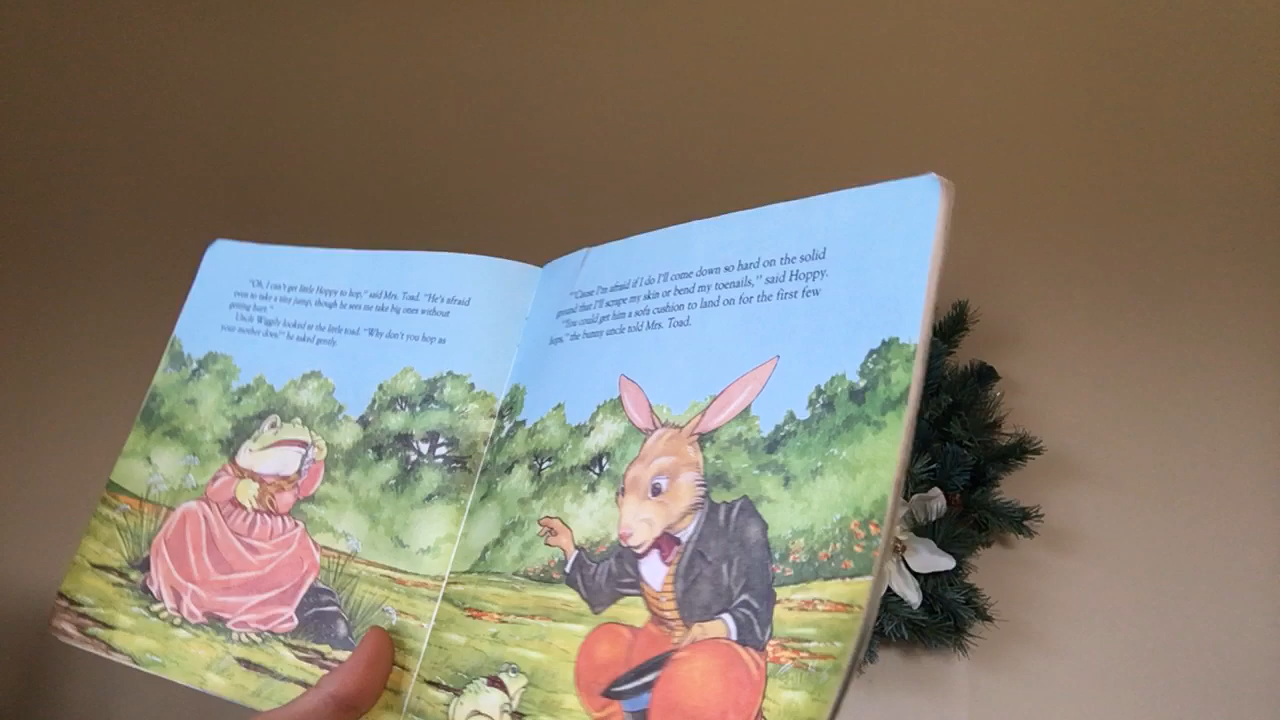 "Oh, I can't get little Hoppy to hop," said Mrs. Toad. "He's afraid
even to take a tiny jump, though he sees me take big ones without
getting hurt."
Uncle Wiggily looked at the little toad. "Why don't you hop as
your mother does?" he asked gently.
"'Cause I'm afraid if I do I'll come down so hard on the solid
ground that I'll scrape my skin or bend my toenails," said Hoppy.
"You could get him a sofa cushion to land on for the first few
hops," the bunny uncle told Mrs. Toad.